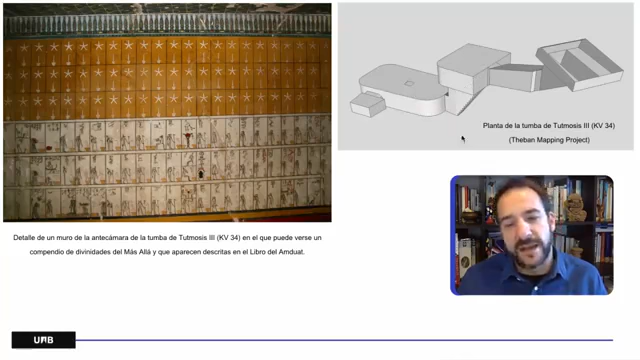 Planta de la tumba de Tutmosis III (KV 34)
(Theban Mapping Project)
Detalle de un muro de la antecámara de la tumba de Tutmosis III (KV 34) en el que puede verse un
compendio de divinidades del Más Allá y que aparecen descritas en el Libro del Amduat.
UAB